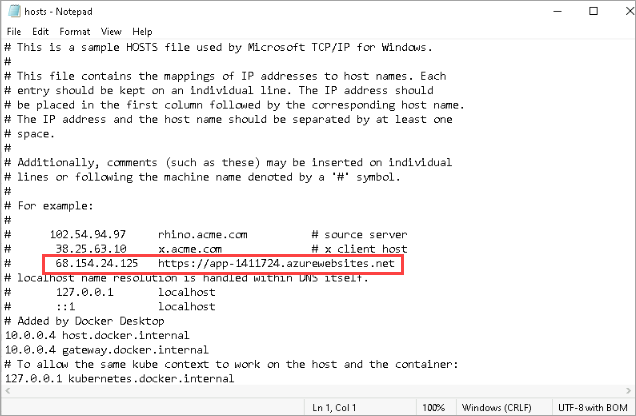 hosts - Notepad
File Edit Format View Help
# This is a sample HOSTS file used by Microsoft TCP/IP for Windows.
#
# This file contains the mappings of IP addresses to host names. Each
# entry should be kept on an individual line. The IP address should
# be placed in the first column followed by the corresponding host name.
# The IP address and the host name should be separated by at least one
# space.
#
# Additionally, comments (such as these) may be inserted on individual
# lines or following the machine name denoted by a '#' symbol.
#
# For example:
#
#      102.54.94.97     rhino.acme.com          # source server
#       38.25.63.10     x.acme.com              # x client host
#       68.154.24.125   https://app-1411724.azurewebsites.net
# localhost name resolution is handled within DNS itself.
#       127.0.0.1       localhost
#       ::1             localhost
# Added by Docker Desktop
10.0.0.4 host.docker.internal
10.0.0.4 gateway.docker.internal
# To allow the same kube context to work on the host and the container:
127.0.0.1 kubernetes.docker.internal
Ln 1, Col 1 100% Windows (CRLF) UTF-8 with BOM